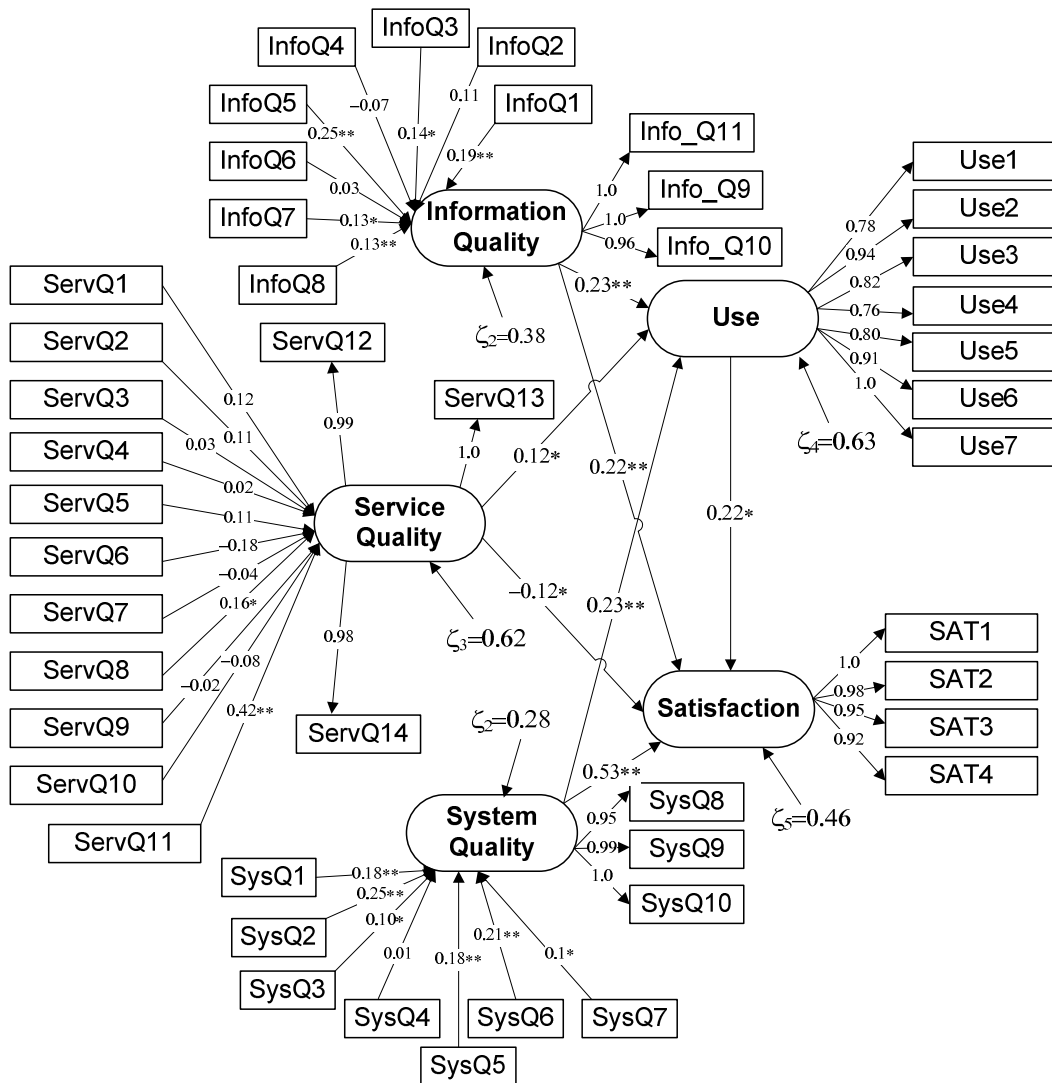 InfoQ3
InfoQ4
InfoQ2
InfoQ5
InfoQ1
InfoQ6
InfoQ7
InfoQ8
−0.07
0.11
0.25**
0.14*
0.19**
0.03
0.13*
0.13**
Information
Quality
Info_Q11
Info_Q9
Info_Q10
1.0
1.0
0.96
ζ2=0.38
0.23**
0.22**
Use
Use1
Use2
Use3
Use4
Use5
Use6
Use7
0.78
0.94
0.82
0.76
0.80
0.91
1.0
ζ4=0.63
0.22*
ServQ1
ServQ2
ServQ3
ServQ4
ServQ5
ServQ6
ServQ7
ServQ8
ServQ9
ServQ10
ServQ11
0.12
0.11
0.03
0.02
0.11
−0.18
−0.04
0.16*
−0.02
−0.08
0.42**
ServQ12
0.99
ServQ13
1.0
Service
Quality
0.98
ServQ14
ζ3=0.62
0.12*
−0.12*
0.23**
ζ2=0.28
System
Quality
0.53**
SysQ8
SysQ9
SysQ10
0.95
0.99
1.0
SysQ1
SysQ2
SysQ3
SysQ4
SysQ5
SysQ6
SysQ7
0.18**
0.25**
0.10*
0.01
0.18**
0.21**
0.1*
Satisfaction
SAT1
SAT2
SAT3
SAT4
1.0
0.98
0.95
0.92
ζ5=0.46